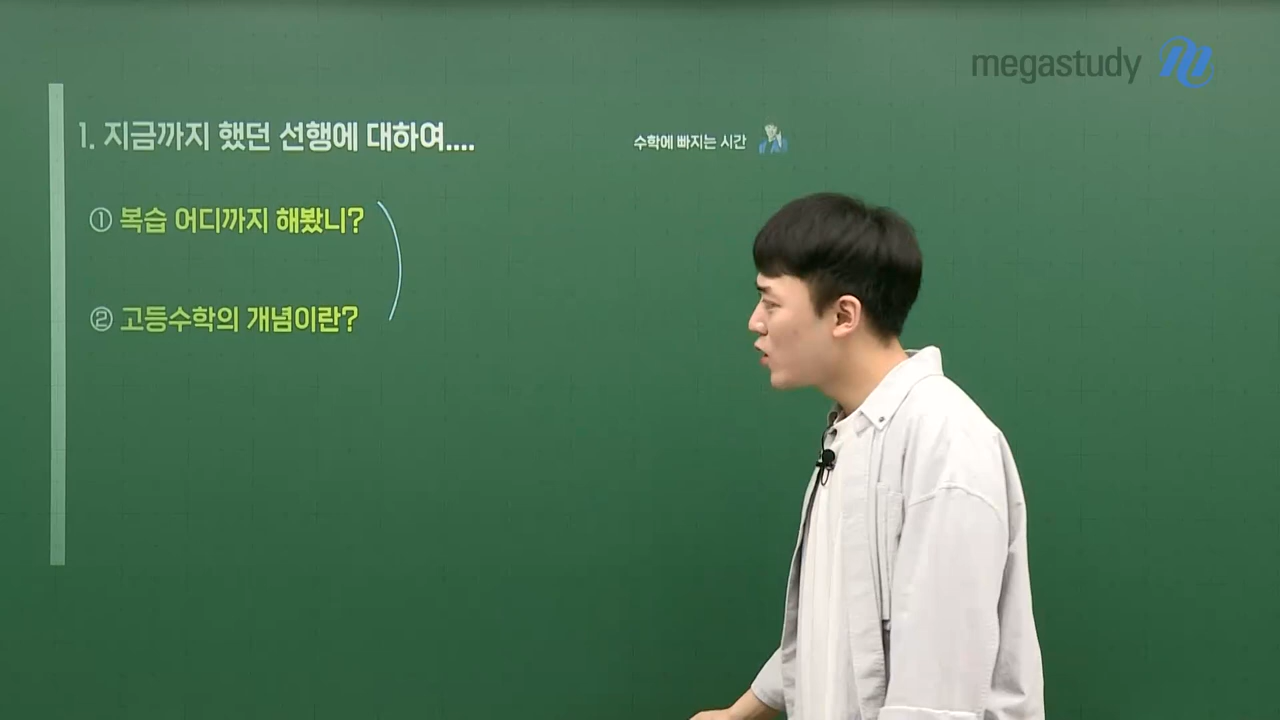 megastudy
1. 지금까지 했던 선행에 대하여....
수학에 빠지는 시간
① 복습 어디까지 해봤니?
② 고등수학의 개념이란?